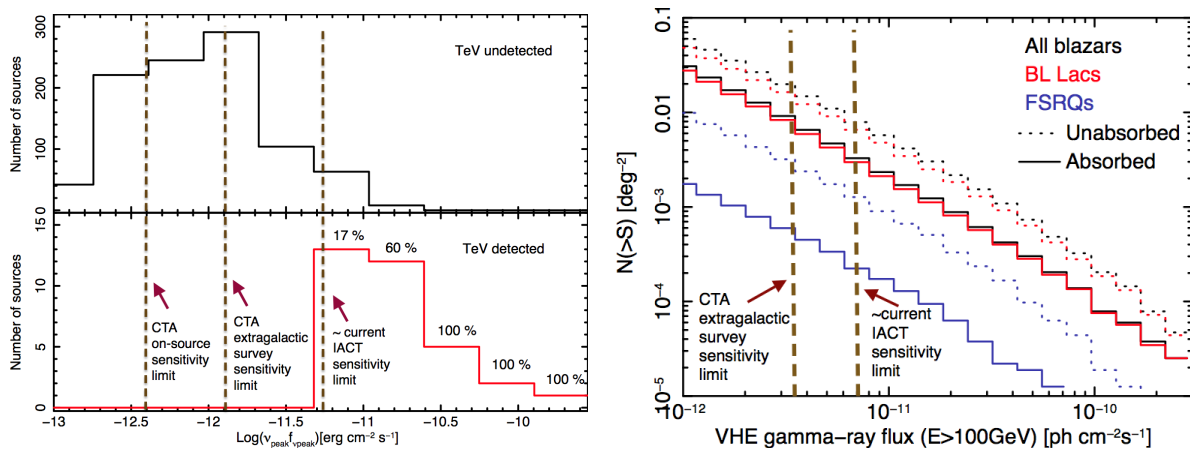 300
200
100
0
Number of sources
TeV undetected
15
10
5
0
Number of sources
TeV detected
17 %
60 %
100 %
100 %
100 %
CTA
on-source
sensitivity
limit
CTA
extragalactic
survey
sensitivity
limit
~ current
IACT
sensitivity
limit
-13
-12.5
-12
-11.5
-11
-10.5
-10
Log(νpeakfνpeak)[erg cm−2 s−1]
0.1
0.01
10−3
10−4
10−5
N(>S) [deg−2]
All blazars
BL Lacs
FSRQs
Unabsorbed
Absorbed
CTA
extragalactic
survey
sensitivity
limit
~current
IACT
sensitivity
limit
10−12
10−11
10−10
VHE gamma−ray flux (E>100GeV) [ph cm−2s−1]